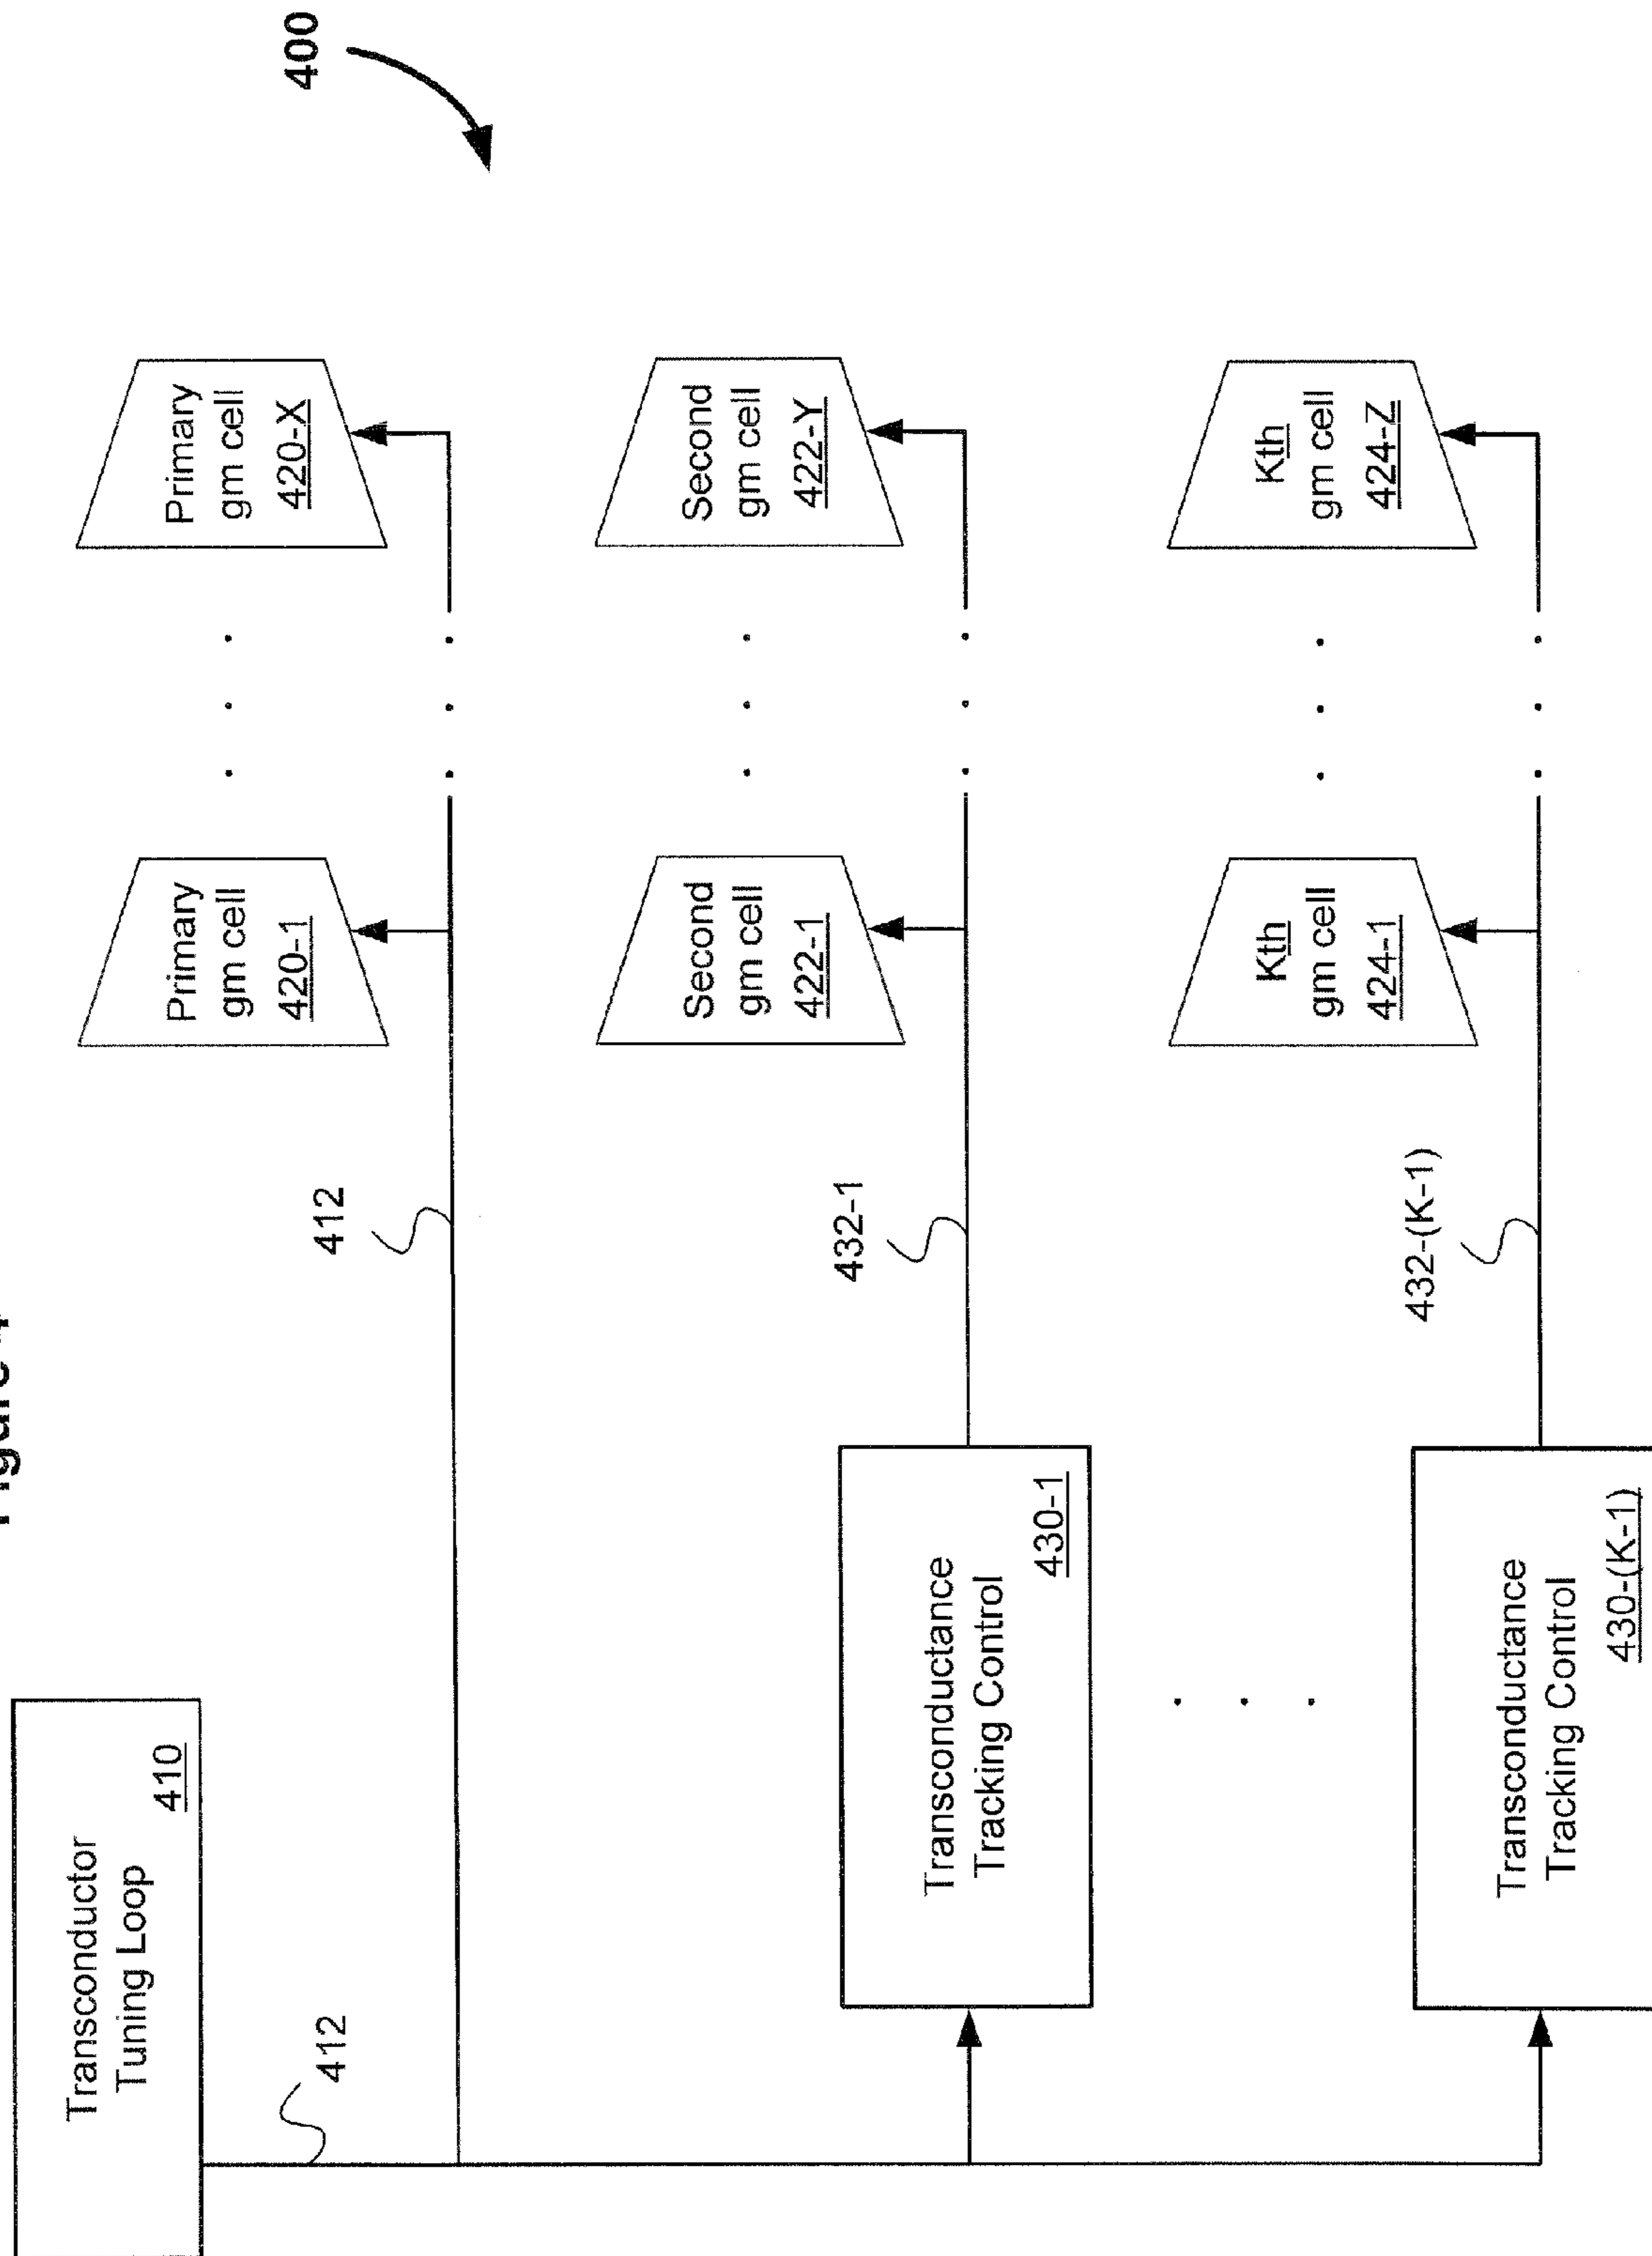 Figure 4
Transconductor
Tuning Loop
410
412
412
Primary
gm cell
420-1
Primary
gm cell
420-X
400
Transconductance
Tracking Control
430-1
432-1
Second
gm cell
422-1
Second
gm cell
422-Y
Transconductance
Tracking Control
430-(K-1)
432-(K-1)
Kth
gm cell
424-1
Kth
gm cell
424-Z